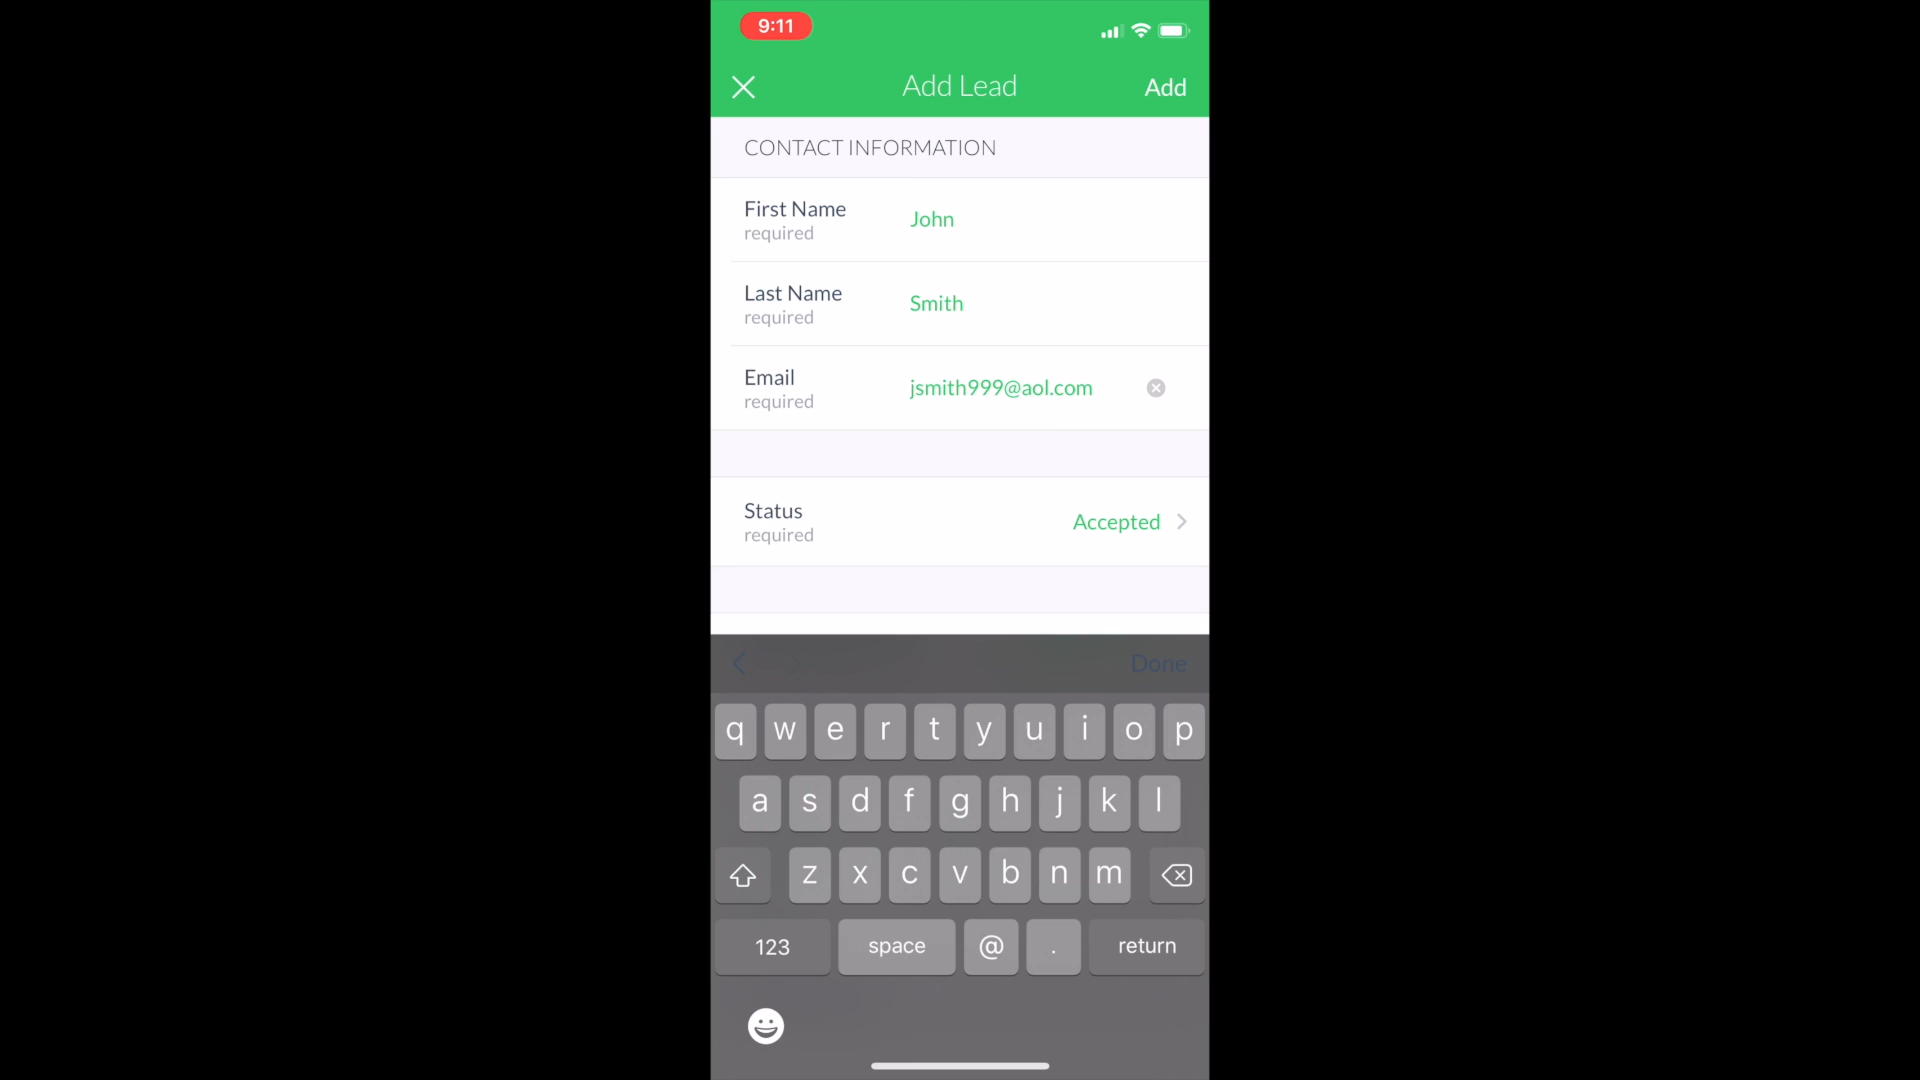 9:11
Add Lead
Add
CONTACT INFORMATION
First Name
required
John
Last Name
required
Smith
Email
required
jsmith999@aol.com
Status
required
Accepted
Done
q w e r t y u i o p
a s d f g h j k l
z x c v b n m
123 space @ . return